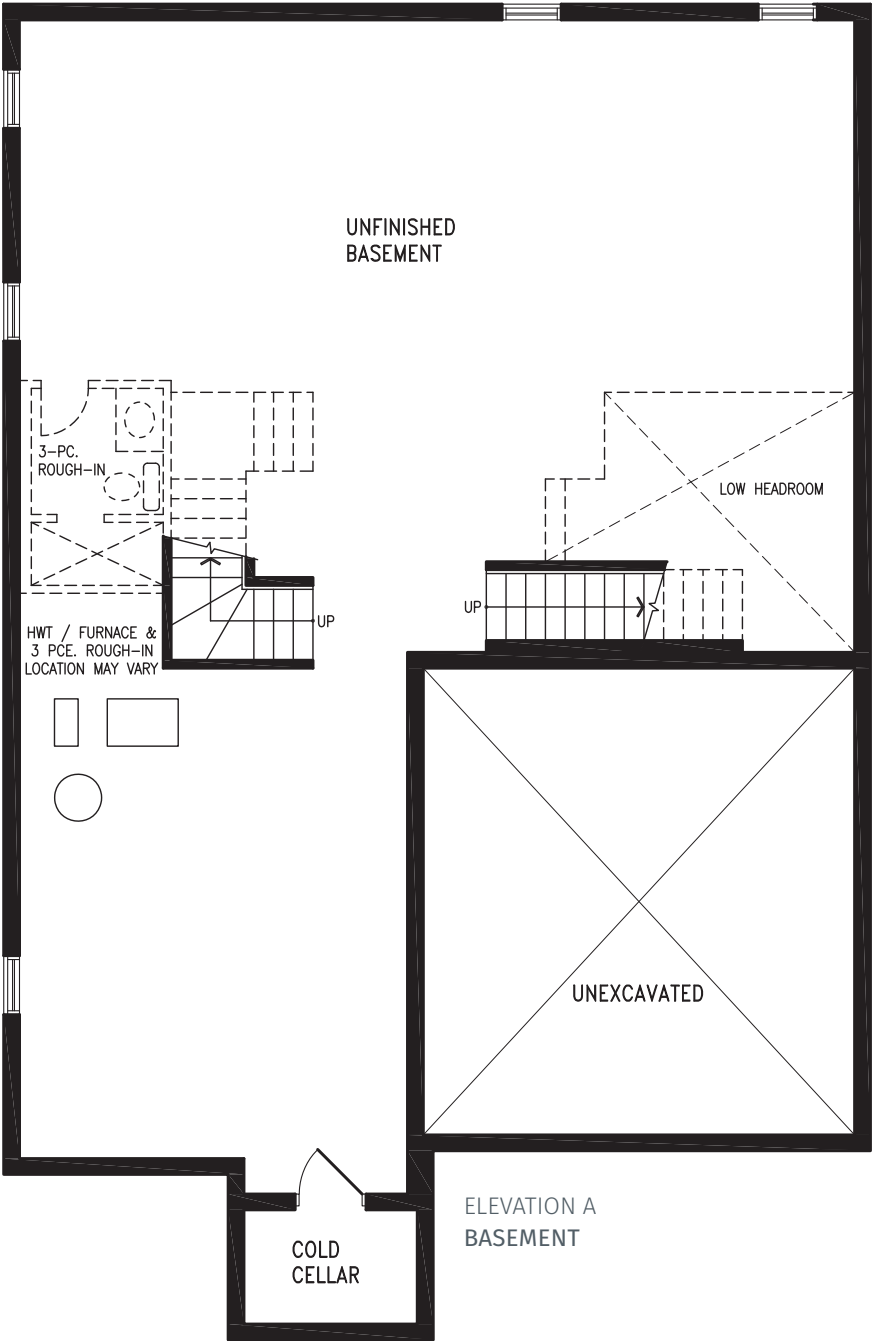 UNFINISHED
BASEMENT
3-PC.
ROUGH-IN
LOW HEADROOM
UP
UP
HWT / FURNACE &
3 PCE. ROUGH-IN
LOCATION MAY VARY
UNEXCAVATED
ELEVATION A
BASEMENT
COLD
CELLAR